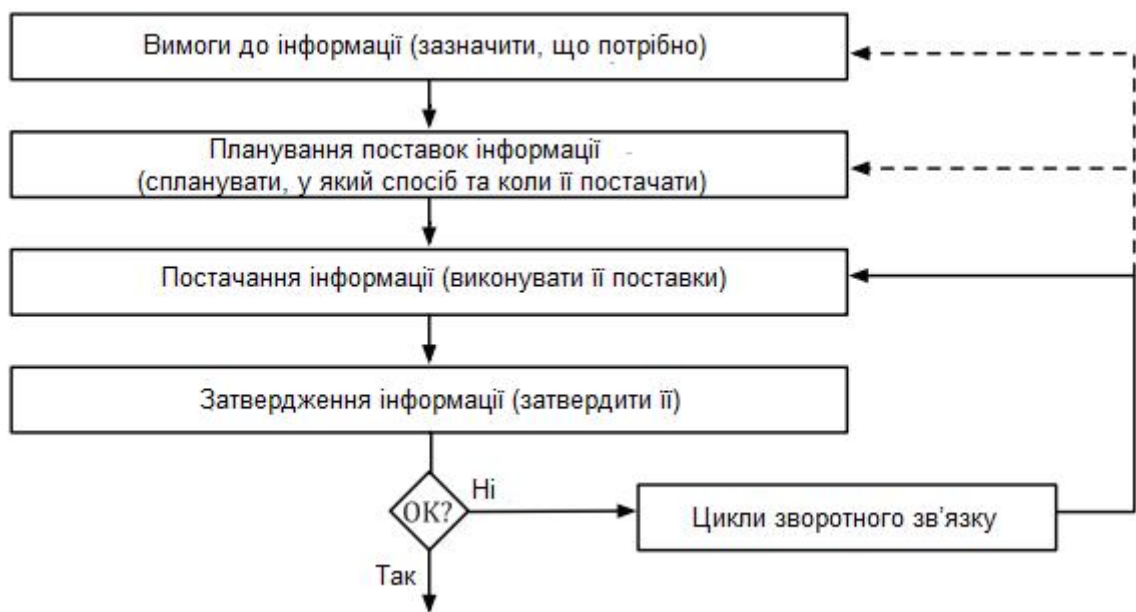 Вимоги до інформації (зазначити, що потрібно)
Планування поставок інформації
(спланувати, у який спосіб та коли її постачати)
Постачання інформації (виконувати її поставки)
Затвердження інформації (затвердити її)
OK?
Ні
Цикли зворотного зв'язку
Так